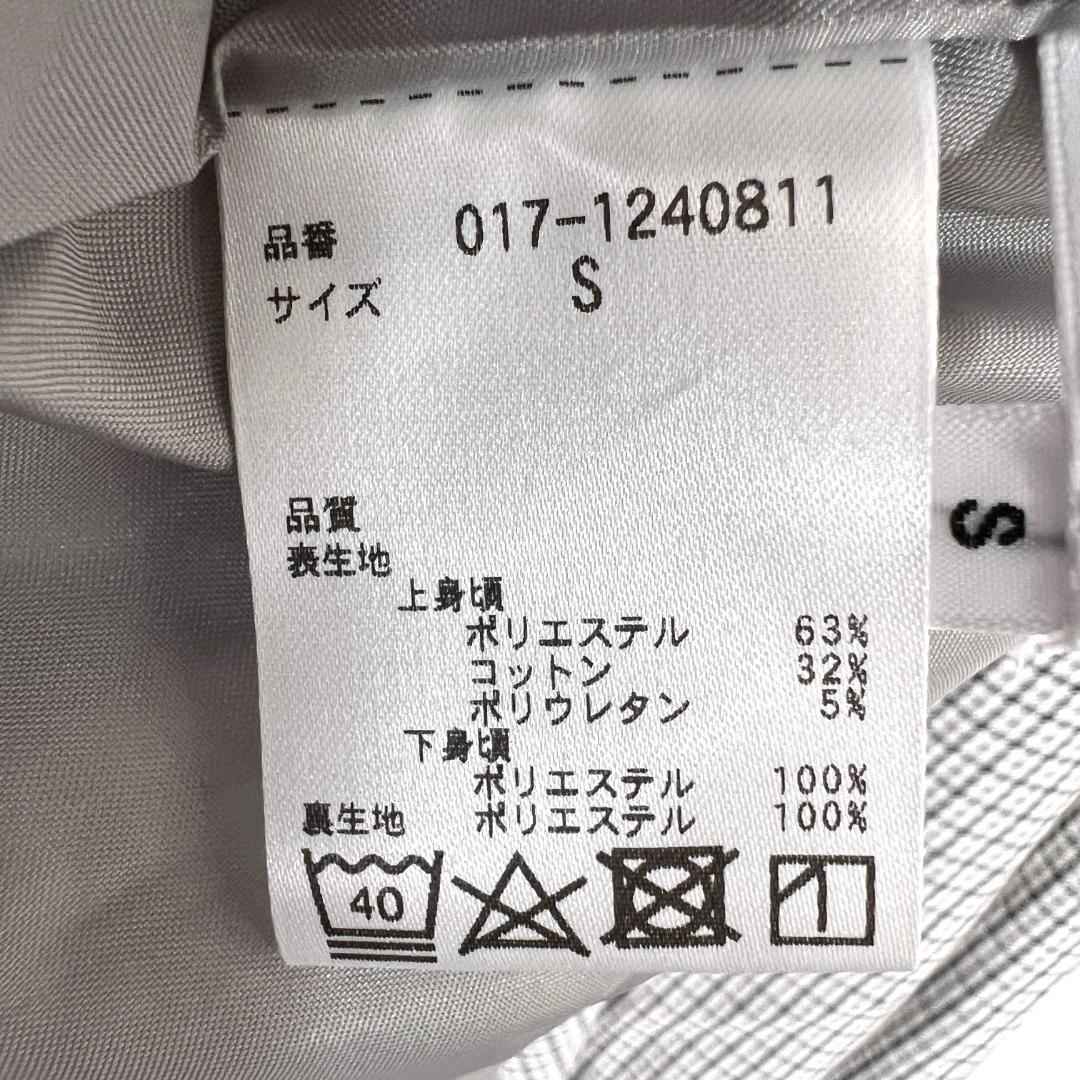 品番 017-1240811
サイズ S
品質
表生地
上身頃
ポリエステル 63%
コットン 32%
ポリウレタン 5%
下身頃
ポリエステル 100%
裏生地 ポリエステル 100%
40
S